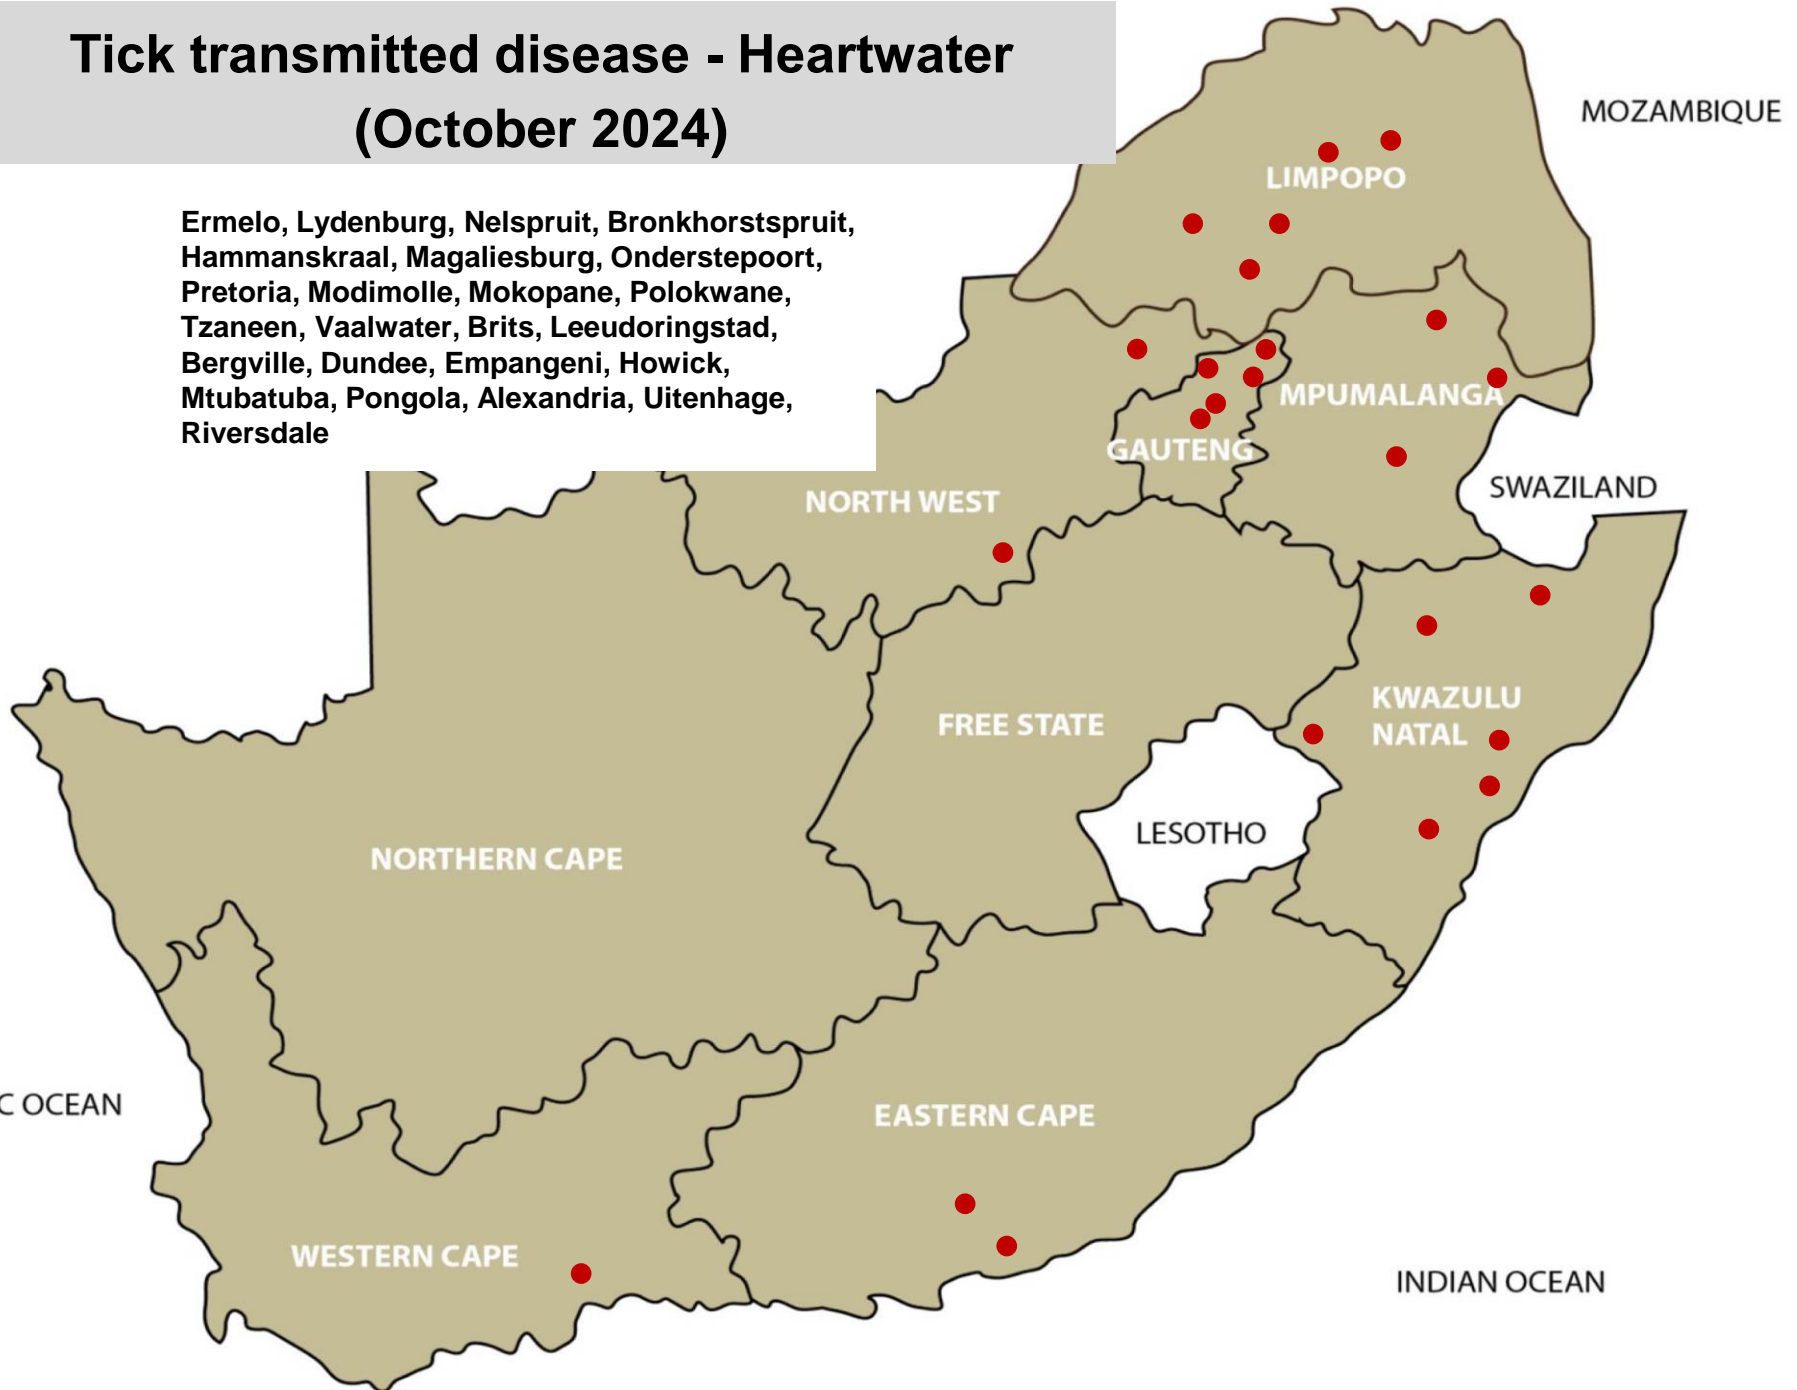 Tick transmitted disease - Heartwater
(October 2024)
MOZAMBIQUE
LIMPOPO
Ermelo, Lydenburg, Nelspruit, Bronkhorstspruit,
Hammanskraal, Magaliesburg, Onderstepoort,
Pretoria, Modimolle, Mokopane, Polokwane,
Tzaneen, Vaalwater, Brits, Leeudoringstad,
Bergville, Dundee, Empangeni, Howick,
Mtubatuba, Pongola, Alexandria, Uitenhage,
Riversdale
MPUMALANGA
GAUTENG
SWAZILAND
NORTH WEST
KWAZULU
NATAL
FREE STATE
LESOTHO
NORTHERN CAPE
C OCEAN
EASTERN CAPE
WESTERN CAPE
INDIAN OCEAN